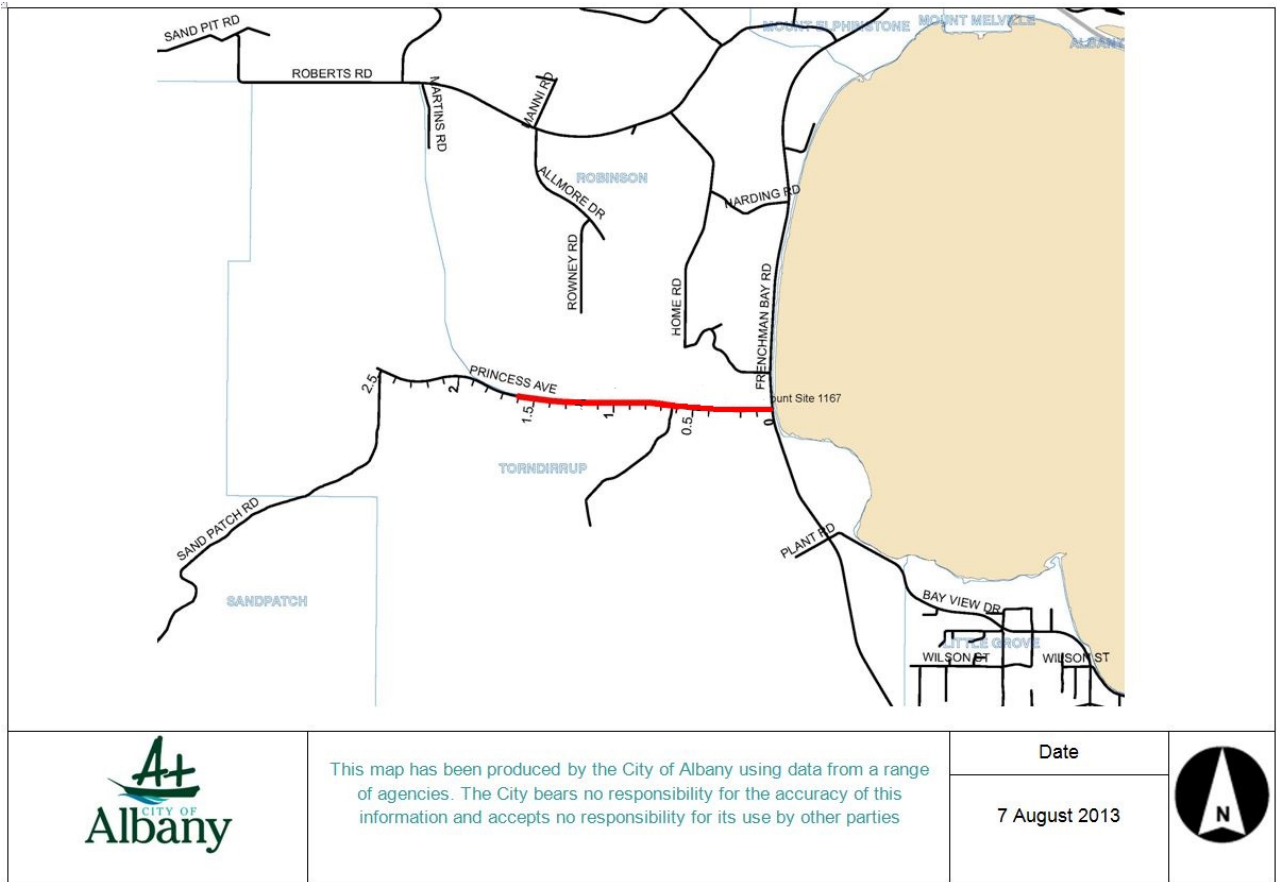 SAND PIT RD
MOUNT ELPHINSTONE
MOUNT MELVILLE
ALBANY
ROBERTS RD
MARTINS RD
MANNI RD
ROBINSON
ALLMORE DR
HARDING RD
ROWNEY RD
HOME RD
FRENCHMAN BAY RD
PRINCESS AVE
2.5
2
1.5
1
0.5
0
ount Site 1167
TORNDIRRUP
SAND PATCH RD
PLANT RD
SANDPATCH
BAY VIEW DR
LITTLE GROVE
WILSON ST
WILSON ST
A+
CITY OF
Albany
This map has been produced by the City of Albany using data from a range
of agencies. The City bears no responsibility for the accuracy of this
information and accepts no responsibility for its use by other parties
Date
7 August 2013
N